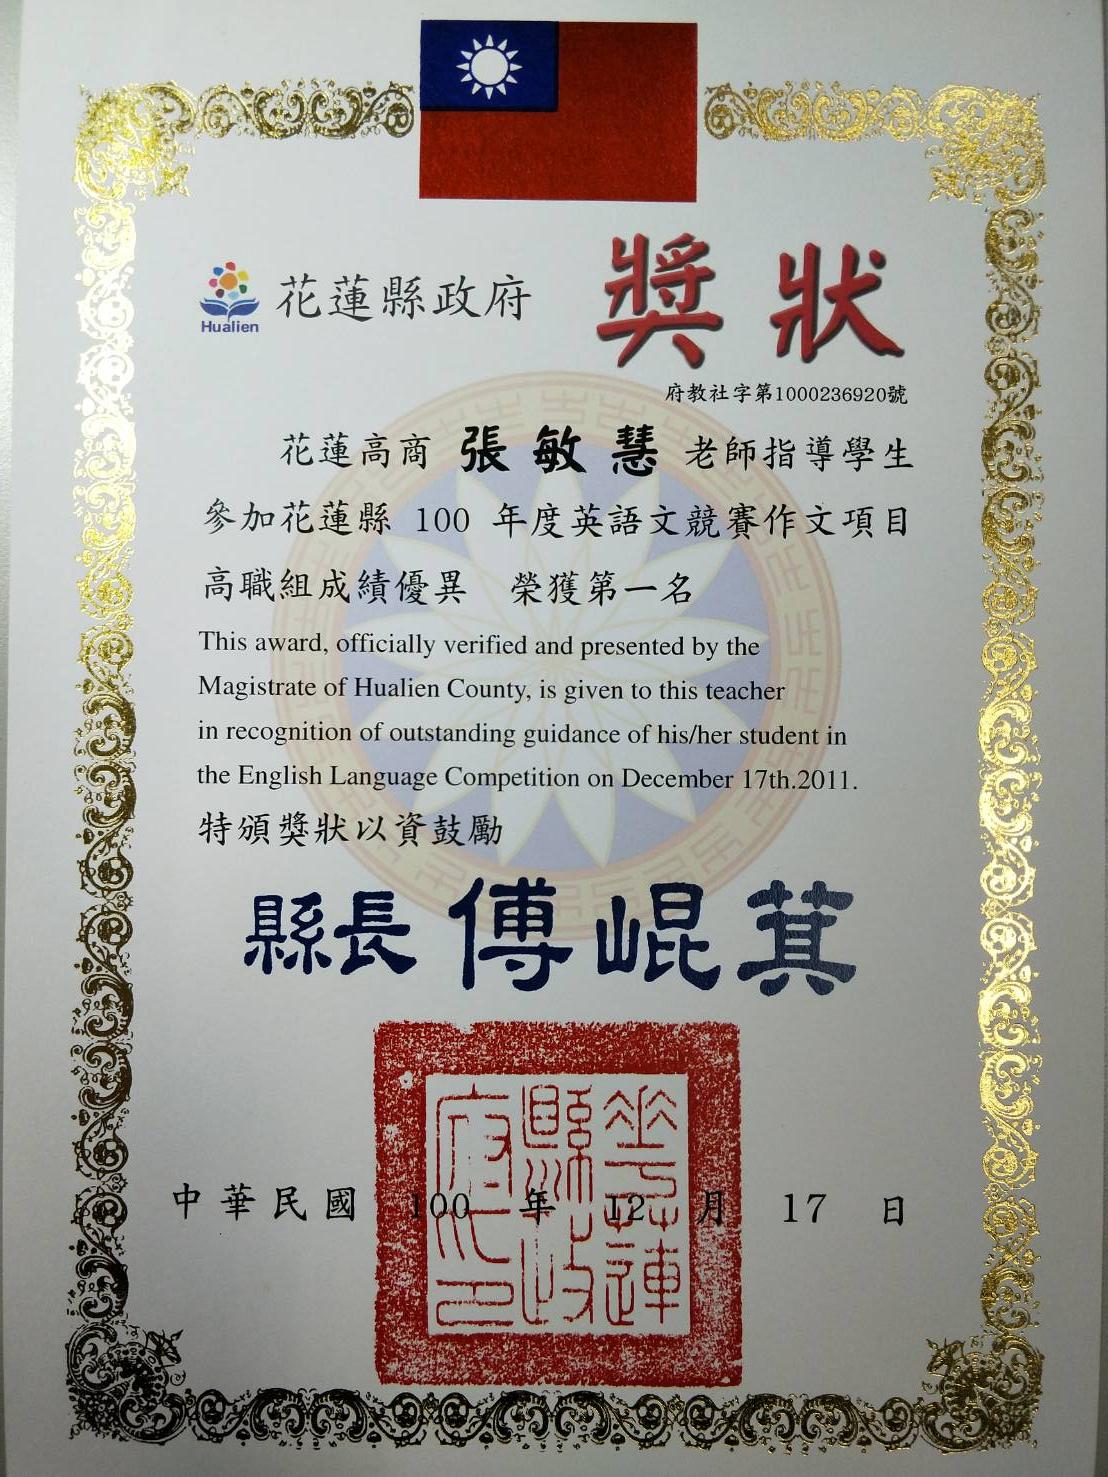 花蓮縣政府 獎狀
Hualien
府教社字第1000236920號
花蓮高商 張敏慧 老師指導學生
參加花蓮縣 100 年度英語文競賽作文項目
高職組成績優異 榮獲第一名
This award, officially verified and presented by the
Magistrate of Hualien County, is given to this teacher
in recognition of outstanding guidance of his/her student in
the English Language Competition on December 17th.2011.
特頒獎狀以資鼓勵
縣長 傅崐萁
花蓮縣政府印
中華民國 100 年 12 月 17 日